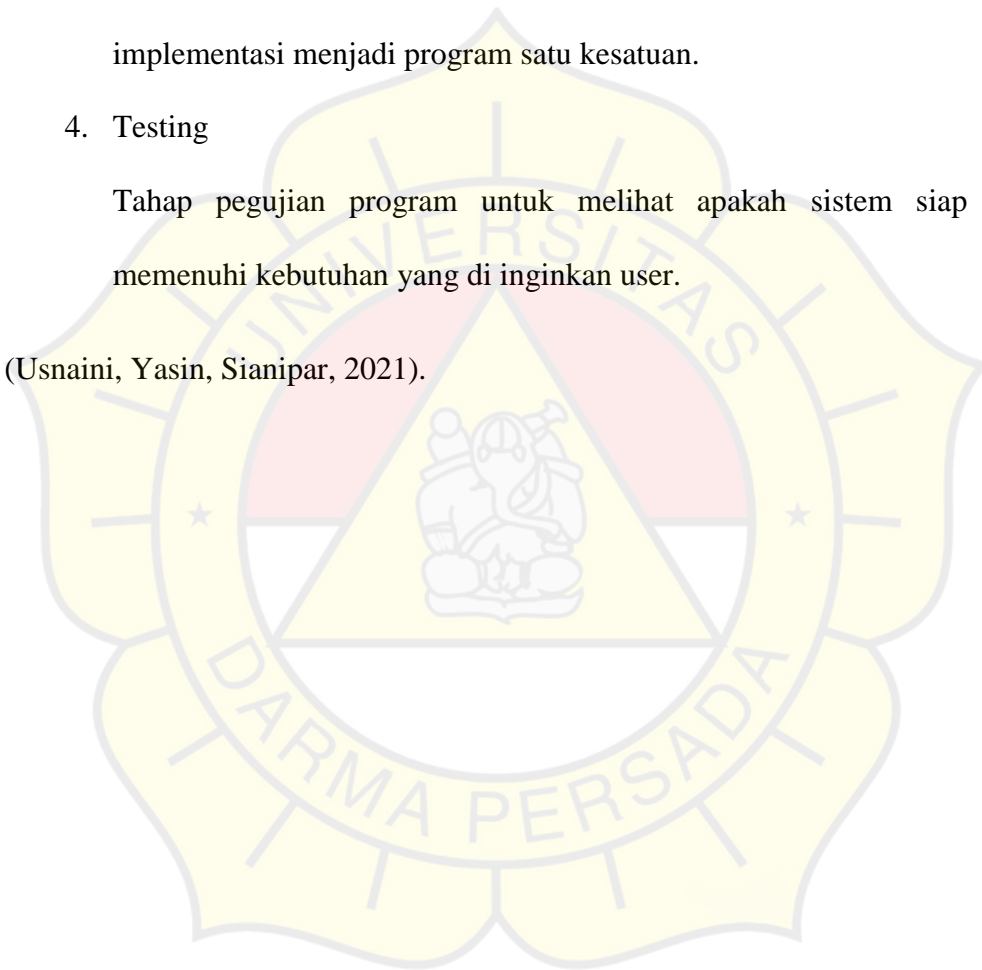 implementasi menjadi program satu kesatuan.
4. Testing
Tahap pegujian program untuk melihat apakah sistem siap
memenuhi kebutuhan yang di inginkan user.
(Usnaini, Yasin, Sianipar, 2021).
UNIVERSITAS
DARMA PERSADA